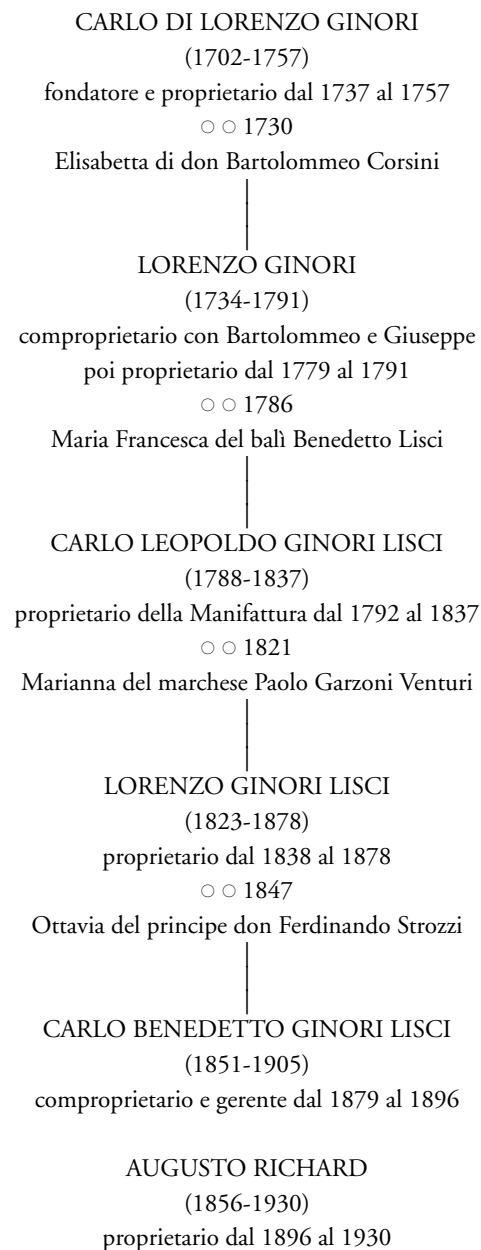 CARLO DI LORENZO GINORI
(1702-1757)
fondatore e proprietario dal 1737 al 1757
○ ○ 1730
Elisabetta di don Bartolommeo Corsini
LORENZO GINORI
(1734-1791)
comproprietario con Bartolommeo e Giuseppe
poi proprietario dal 1779 al 1791
○ ○ 1786
Maria Francesca del balì Benedetto Lisci
CARLO LEOPOLDO GINORI LISCI
(1788-1837)
proprietario della Manifattura dal 1792 al 1837
○ ○ 1821
Marianna del marchese Paolo Garzoni Venturi
LORENZO GINORI LISCI
(1823-1878)
proprietario dal 1838 al 1878
○ ○ 1847
Ottavia del principe don Ferdinando Strozzi
CARLO BENEDETTO GINORI LISCI
(1851-1905)
comproprietario e gerente dal 1879 al 1896
AUGUSTO RICHARD
(1856-1930)
proprietario dal 1896 al 1930